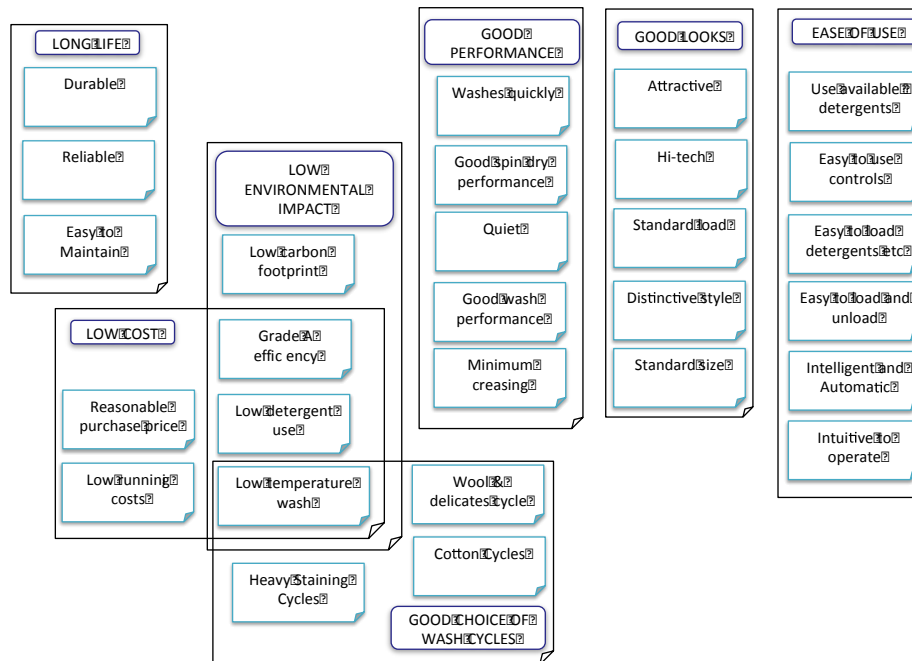 LONG LIFE
Durable
Reliable
Easy to
Maintain
LOW
ENVIRONMENTAL
IMPACT
Low carbon
footprint
Grade A
effic ency
Low detergent
use
Low temperature
wash
LOW COST
Reasonable
purchase price
Low running
costs
Heavy Staining
Cycles
Wool &
delicates cycle
Cotton Cycles
GOOD CHOICE OF
WASH CYCLES
GOOD
PERFORMANCE
Washes quickly
Good spin dry
performance
Quiet
Good wash
performance
Minimum
creasing
GOOD LOOKS
Attractive
Hi-tech
Standard load
Distinctive style
Standard size
EASE OF USE
Use available
detergents
Easy to use
controls
Easy to load
detergents etc
Easy to load and
unload
Intelligent and
Automatic
Intuitive to
operate